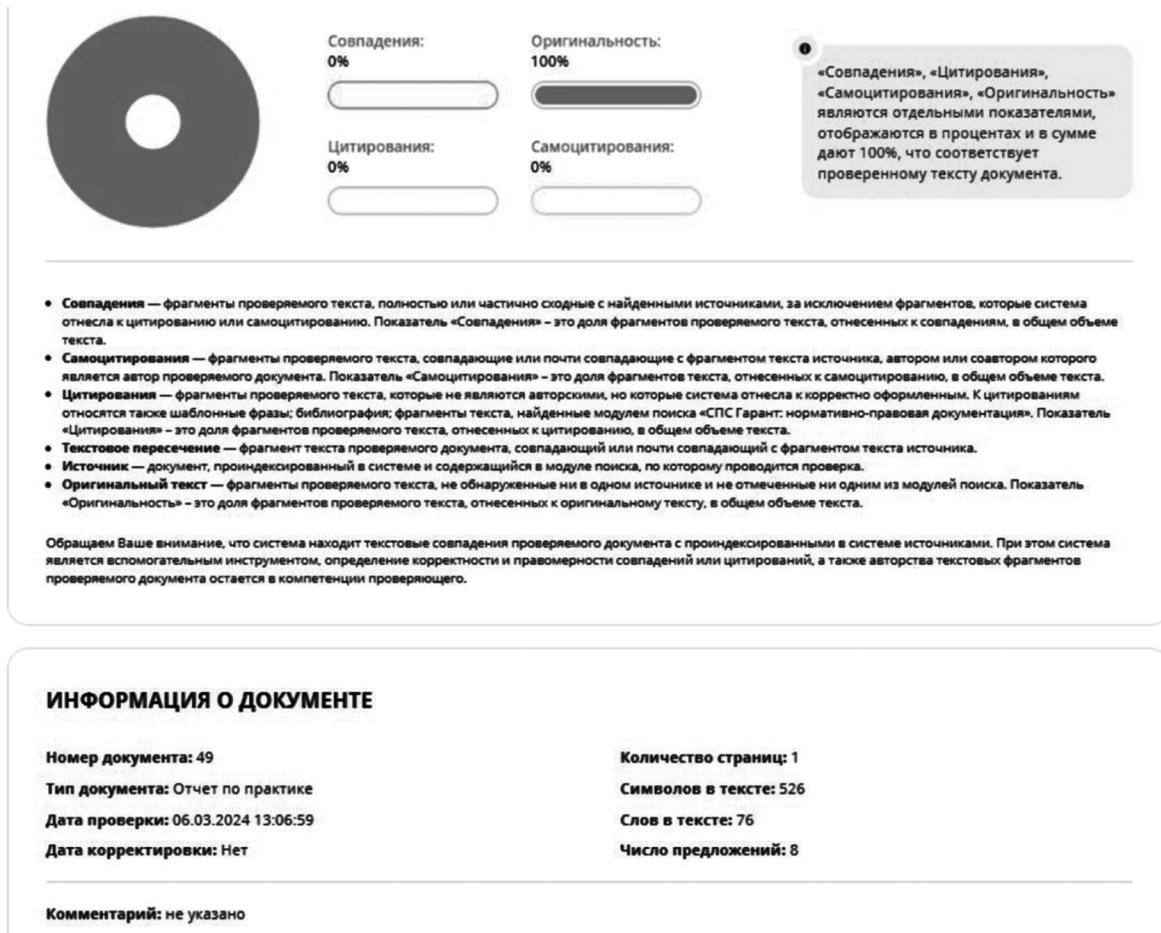 Совпадения:
0%
Оригинальность:
100%
Цитирования:
0%
Самоцитирования:
0%
«Совпадения», «Цитирования»,
«Самоцитирования», «Оригинальность»
являются отдельными показателями,
отображаются в процентах и в сумме
дают 100%, что соответствует
проверенному тексту документа.
• Совпадения — фрагменты проверяемого текста, полностью или частично сходные с найденными источниками, за исключением фрагментов, которые система
отнесла к цитированию или самоцитированию. Показатель «Совпадения» – это доля фрагментов проверяемого текста, отнесенных к совпадениям, в общем объеме
текста.
• Самоцитирования — фрагменты проверяемого текста, совпадающие или почти совпадающие с фрагментом текста источника, автором или соавтором которого
является автор проверяемого документа. Показатель «Самоцитирования» – это доля фрагментов текста, отнесенных к самоцитированию, в общем объеме текста.
• Цитирования — фрагменты проверяемого текста, которые не являются авторскими, но которые система отнесла к корректно оформленным. К цитированиям
относятся также шаблонные фразы; библиография; фрагменты текста, найденные модулем поиска «СПС Гарант: нормативно-правовая документация». Показатель
«Цитирования» – это доля фрагментов проверяемого текста, отнесенных к цитированию, в общем объеме текста.
• Текстовое пересечение — фрагмент текста проверяемого документа, совпадающий или почти совпадающий с фрагментом текста источника.
• Источник — документ, проиндексированный в системе и содержащийся в модуле поиска, по которому проводится проверка.
• Оригинальный текст — фрагменты проверяемого текста, не обнаруженные ни в одном источнике и не отмеченные ни одним из модулей поиска. Показатель
«Оригинальность» – это доля фрагментов проверяемого текста, отнесенных к оригинальному тексту, в общем объеме текста.
Обращаем Ваше внимание, что система находит текстовые совпадения проверяемого документа с проиндексированными в системе источниками. При этом система
является вспомогательным инструментом, определение корректности и правомерности совпадений или цитирований, а также авторства текстовых фрагментов
проверяемого документа остается в компетенции проверяющего.
ИНФОРМАЦИЯ О ДОКУМЕНТЕ
Номер документа: 49
Тип документа: Отчет по практике
Дата проверки: 06.03.2024 13:06:59
Дата корректировки: Нет
Количество страниц: 1
Символов в тексте: 526
Слов в тексте: 76
Число предложений: 8
Комментарий: не указано